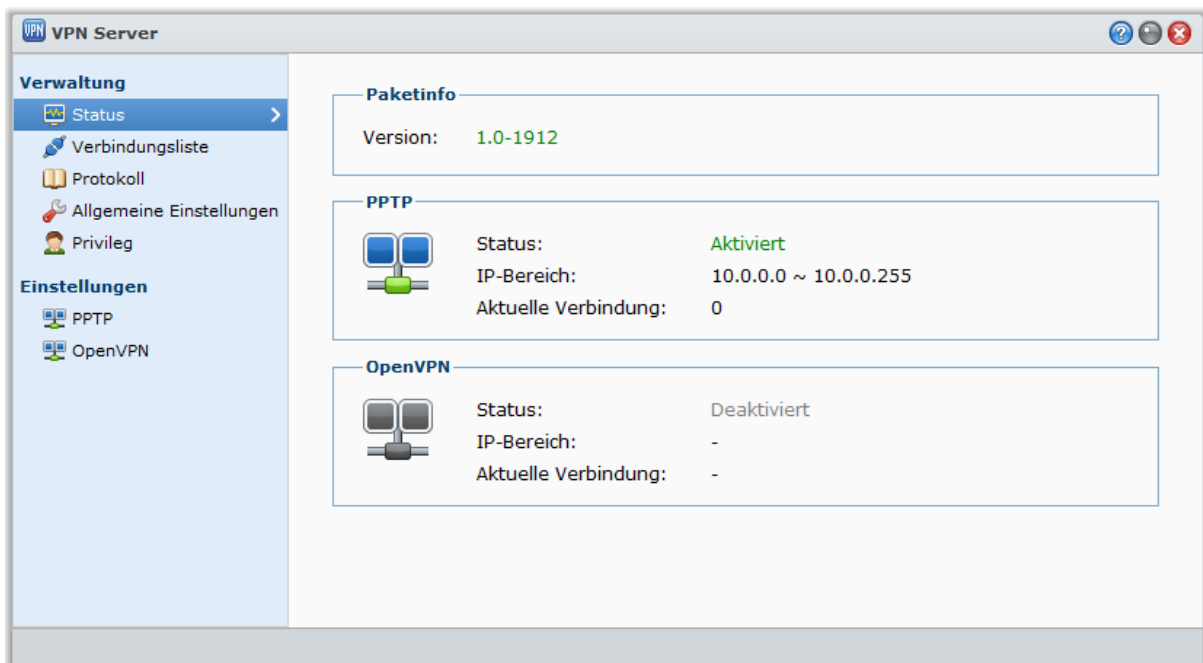 VPN VPN Server
Verwaltung
Status
Verbindungsliste
Protokoll
Allgemeine Einstellungen
Privileg
Einstellungen
PPTP
OpenVPN
Paketinfo
Version: 1.0-1912
PPTP
Status: Aktiviert
IP-Bereich: 10.0.0.0 ~ 10.0.0.255
Aktuelle Verbindung: 0
OpenVPN
Status: Deaktiviert
IP-Bereich: -
Aktuelle Verbindung: -